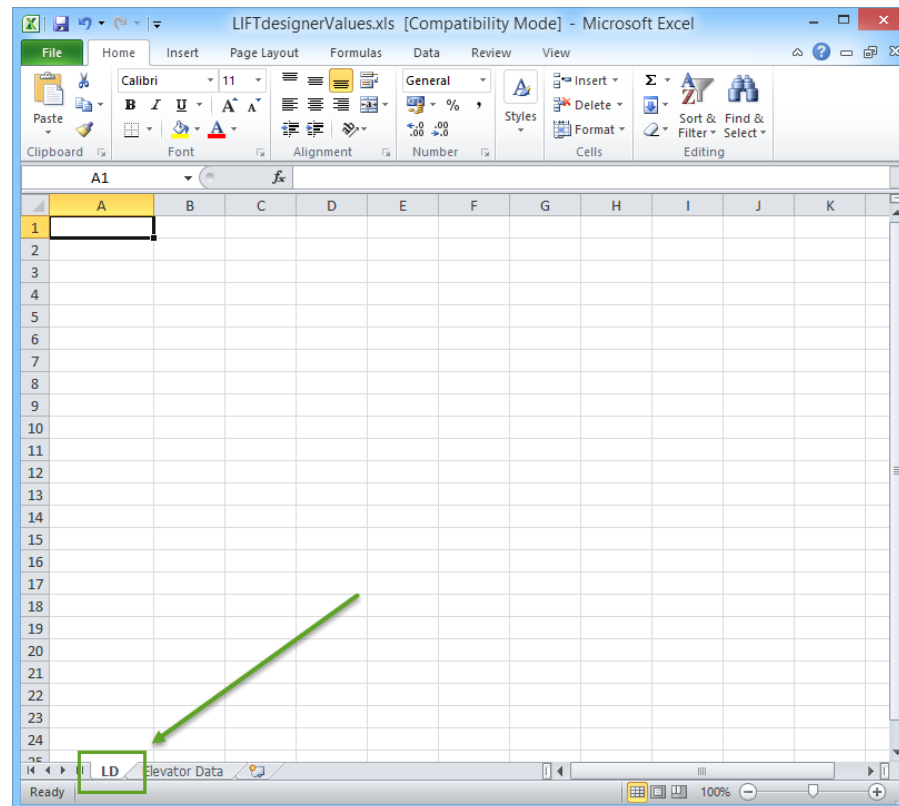 LIFTdesignerValues.xls [Compatibility Mode] - Microsoft Excel
File Home Insert Page Layout Formulas Data Review View
Calibri 11 General Insert Σ
Paste B I U A A % , Styles Delete Sort & Find &
A .00 .00 Format Filter Select
Clipboard Font Alignment Number Cells Editing
A1 fx
A B C D E F G H I J K
1
2
3
4
5
6
7
8
9
10
11
12
13
14
15
16
17
18
19
20
21
22
23
24
25
LD Elevator Data
Ready 100%